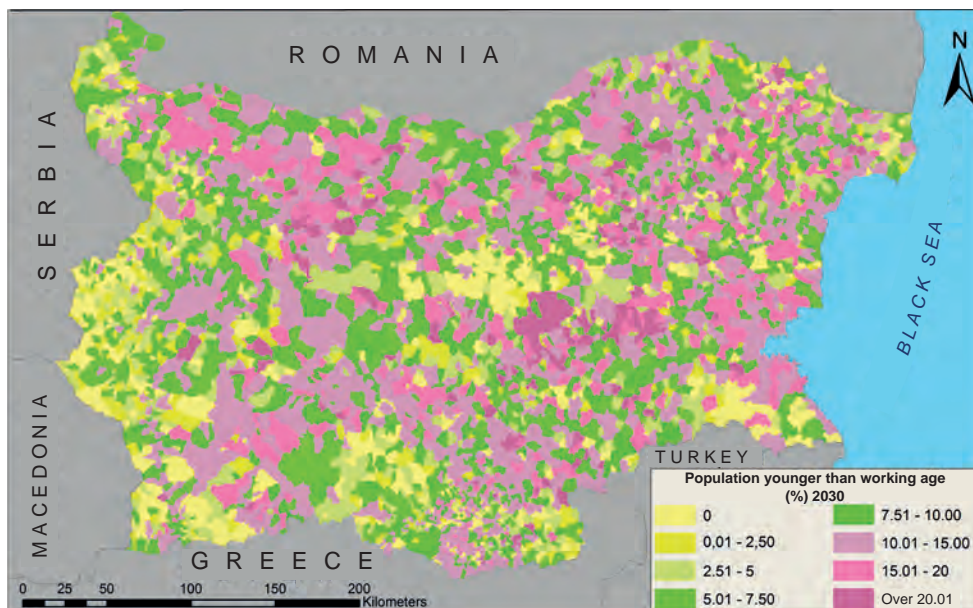 ROMANIA
N
SERBIA
BLACK SEA
MACEDONIA
TURKEY
GREECE
Population younger than working age
(%) 2030
0
0,01 - 2,50
2.51 - 5
5.01 - 7.50
7.51 - 10.00
10.01 - 15.00
15.01 - 20
Over 20.01
0 25 50 100 150 200
Kilometers